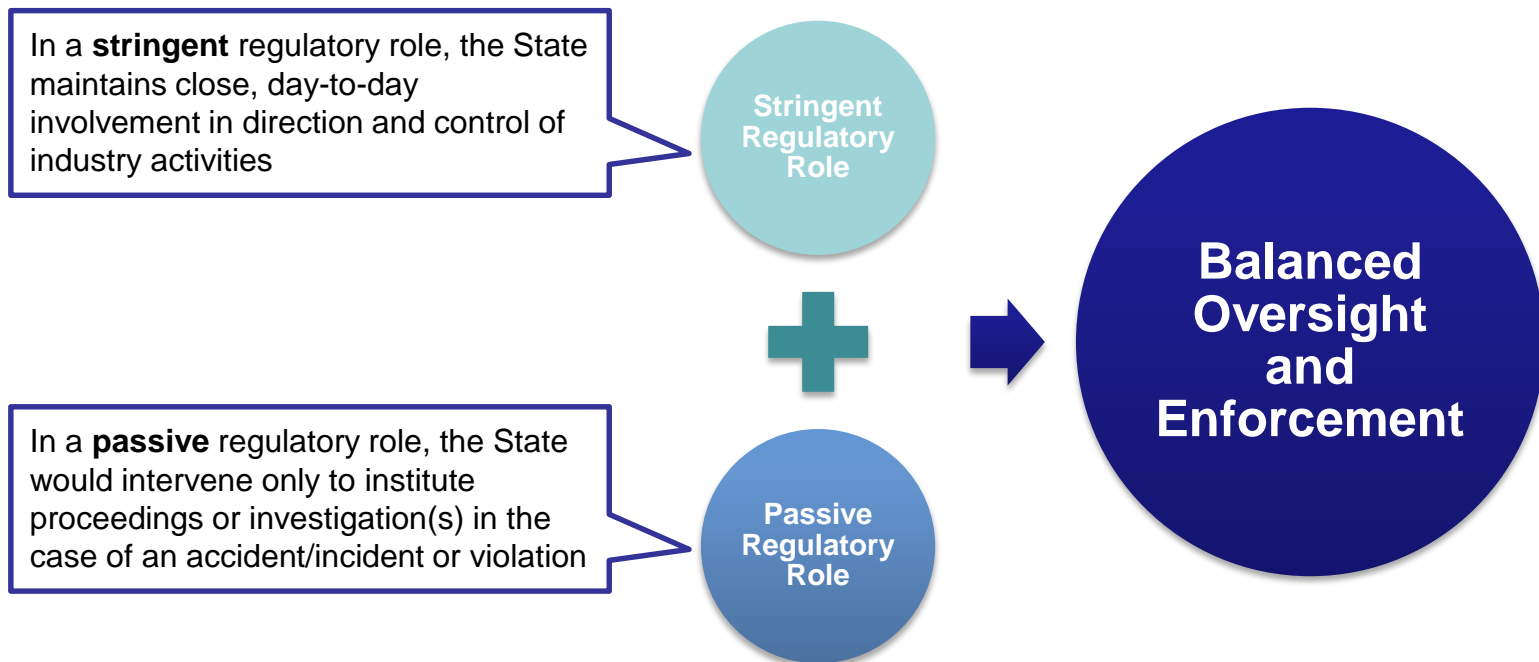 In a stringent regulatory role, the State
maintains close, day-to-day
involvement in direction and control of
industry activities
Stringent
Regulatory
Role
In a passive regulatory role, the State
would intervene only to institute
proceedings or investigation(s) in the
case of an accident/incident or violation
Passive
Regulatory
Role
Balanced
Oversight
and
Enforcement